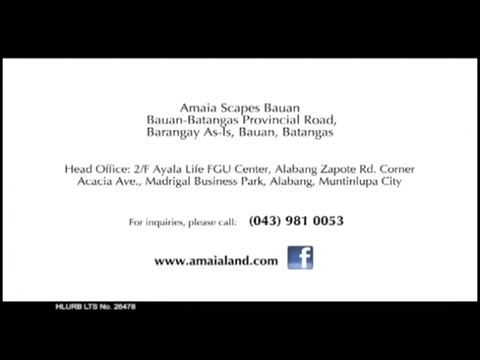 Amaia Scapes Bauan
Bauan-Batangas Provincial Road,
Barangay As-Is, Bauan, Batangas
Head Office: 2/F Ayala Life FGU Center, Alabang Zapote Rd. Corner
Acacia Ave., Madrigal Business Park, Alabang, Muntinlupa City
For inquiries, please call: (043) 981 0053
www.amaialand.com f
HLURB LTS No. 26478